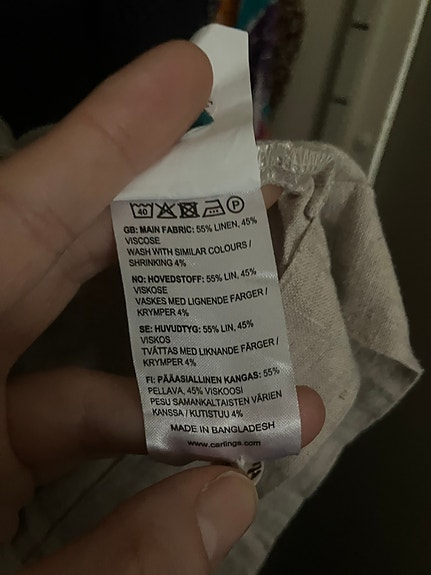 40 P
GB: MAIN FABRIC: 55% LINEN, 45%
VISCOSE
WASH WITH SIMILAR COLOURS /
SHRINKING 4%
NO: HOVEDSTOFF: 55% LIN, 45%
VISKOSE
VASKES MED LIGNENDE FARGER /
KRYMPER 4%
SE: HUVUDTYG: 55% LIN, 45%
VISKOS
TVÄTTAS MED LIKNANDE FÄRGER /
KRYMPER 4%
FI: PÄÄASIALLINEN KANGAS: 55%
PELLAVA, 45% VISKOOSI
PESU SAMANKALTAISTEN VÄRIEN
KANSSA / KUTISTUU 4%
MADE IN BANGLADESH
www.carlings.com